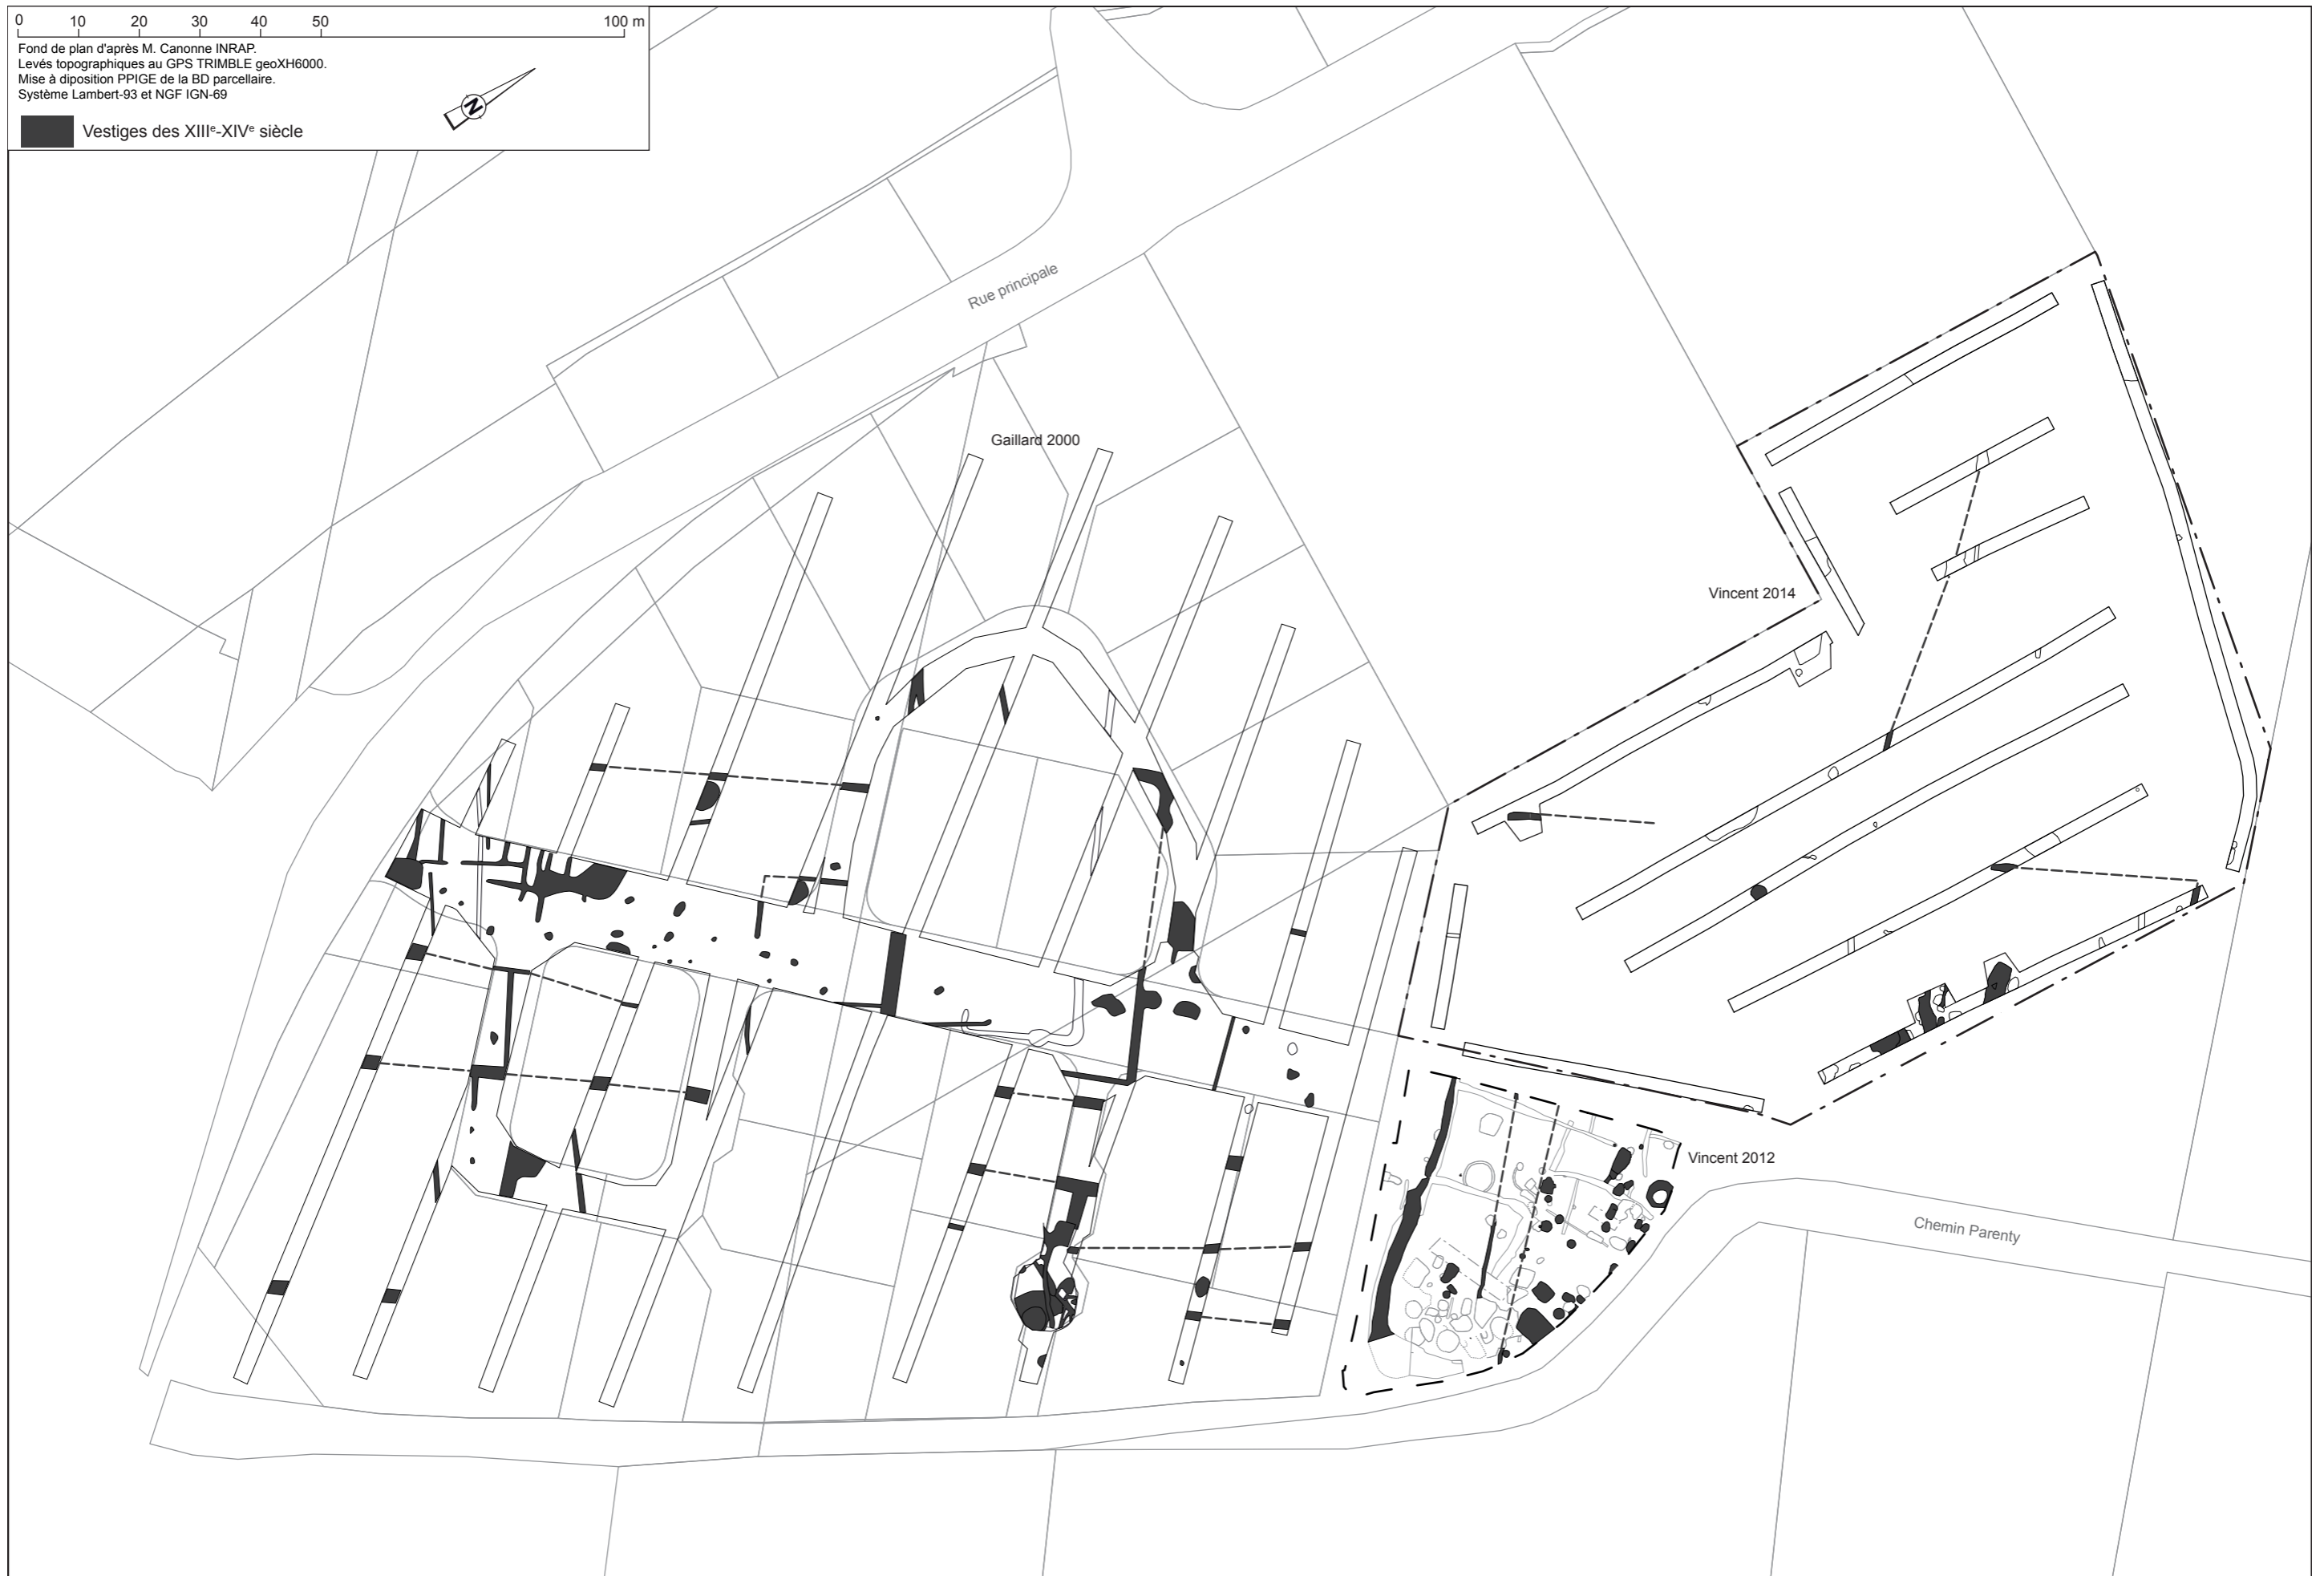 0 10 20 30 40 50 100 m
Fond de plan d'après M. Canonne INRAP.
Levés topographiques au GPS TRIMBLE geoXH6000.
Mise à diposition PPIGE de la BD parcellaire.
Système Lambert-93 et NGF IGN-69
N
Vestiges des XIIIᵉ-XIVᵉ siècle
Rue principale
Gaillard 2000
Vincent 2014
Vincent 2012
Chemin Parenty